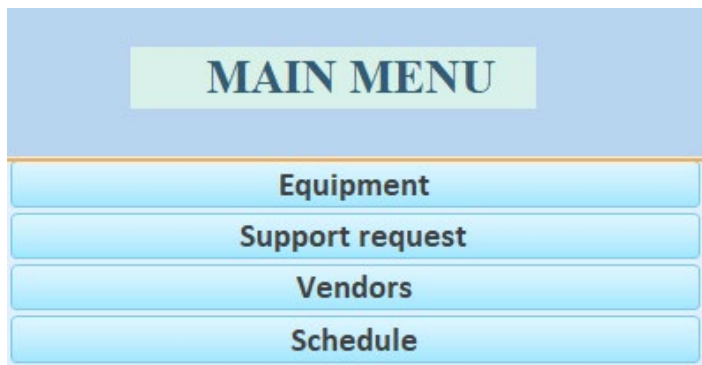 MAIN MENU
Equipment
Support request
Vendors
Schedule